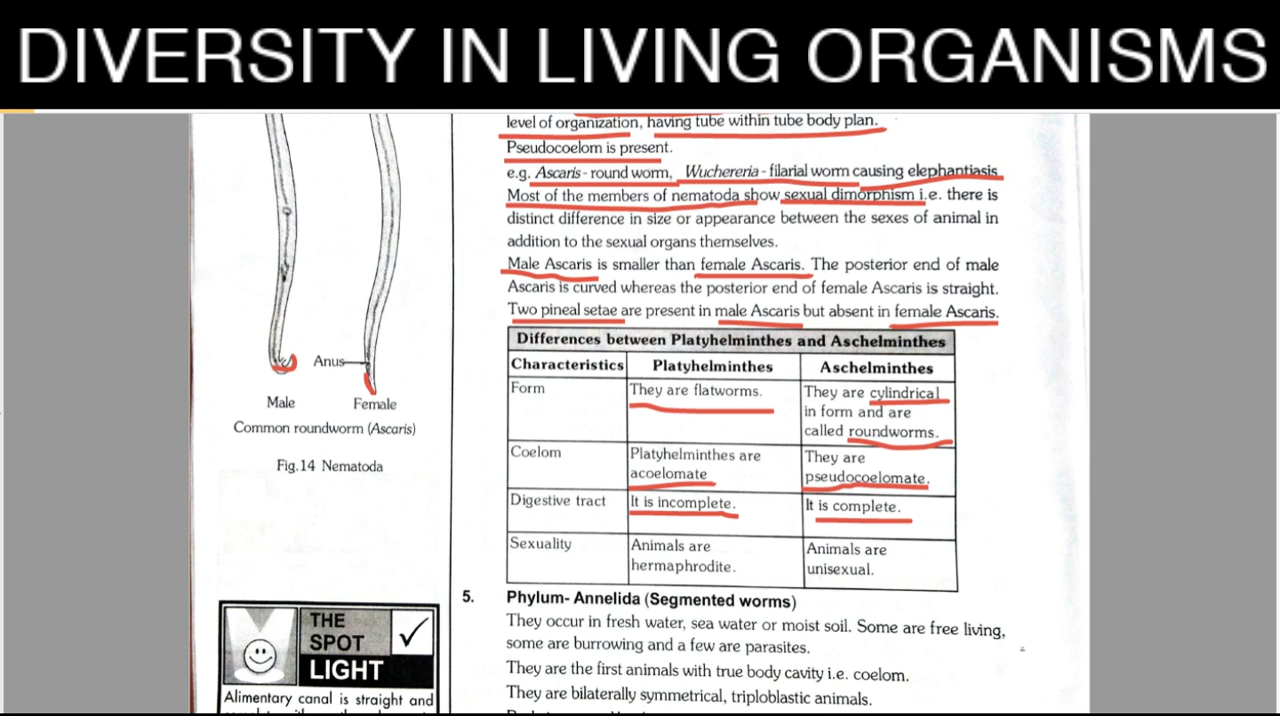 DIVERSITY IN LIVING ORGANISMS
level of organization, having tube within tube body plan.
Pseudocoelom is present.
e.g. Ascaris - round worm, Wuchereria - filarial worm causing elephantiasis
Most of the members of nematoda show sexual dimorphism i.e. there is
distinct difference in size or appearance between the sexes of animal in
addition to the sexual organs themselves.
Male Ascaris is smaller than female Ascaris. The posterior end of male
Ascaris is curved whereas the posterior end of female Ascaris is straight.
Two pineal setae are present in male Ascaris but absent in female Ascaris.
Anus
Male Female
Common roundworm (Ascaris)
Fig.14 Nematoda
Differences between Platyhelminthes and Aschelminthes
Characteristics Platyhelminthes Aschelminthes
Form They are flatworms. They are cylindrical
in form and are
called roundworms.
Coelom Platyhelminthes are They are
acoelomate pseudocoelomate.
Digestive tract It is incomplete. It is complete.
Sexuality Animals are Animals are
hermaphrodite. unisexual.
5. Phylum- Annelida (Segmented worms)
They occur in fresh water, sea water or moist soil. Some are free living,
some are burrowing and a few are parasites.
They are the first animals with true body cavity i.e. coelom.
They are bilaterally symmetrical, triploblastic animals.
THE
SPOT
LIGHT
Alimentary canal is straight and